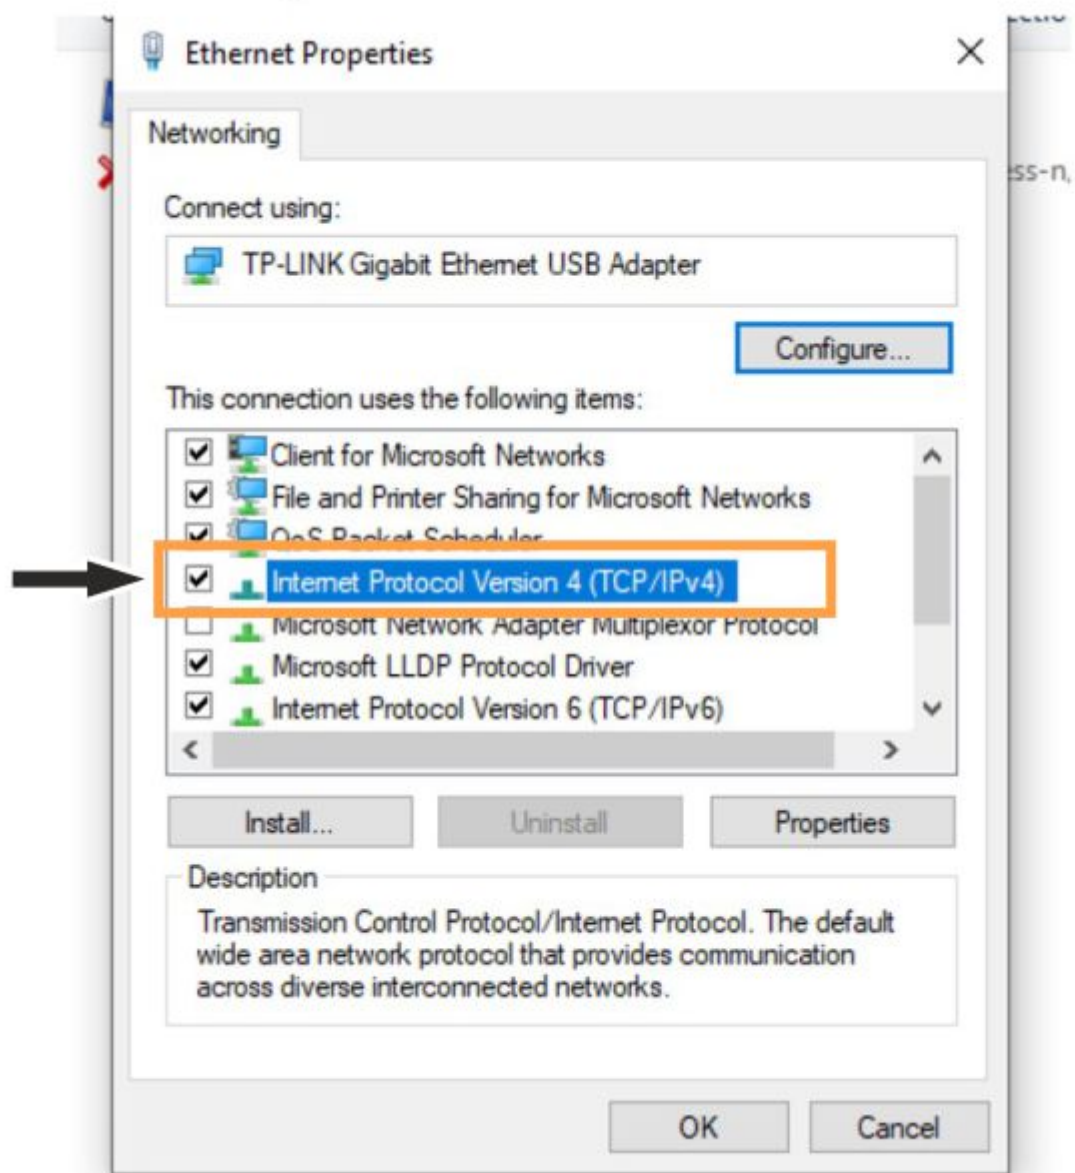 Ethernet Properties
Networking
ess-n,
Connect using:
TP-LINK Gigabit Ethernet USB Adapter
Configure...
This connection uses the following items:
Client for Microsoft Networks
File and Printer Sharing for Microsoft Networks
QoS Packet Scheduler
Internet Protocol Version 4 (TCP/IPv4)
Microsoft Network Adapter Multiplexor Protocol
Microsoft LLDP Protocol Driver
Internet Protocol Version 6 (TCP/IPv6)
Install...
Uninstall
Properties
Description
Transmission Control Protocol/Internet Protocol. The default
wide area network protocol that provides communication
across diverse interconnected networks.
OK
Cancel